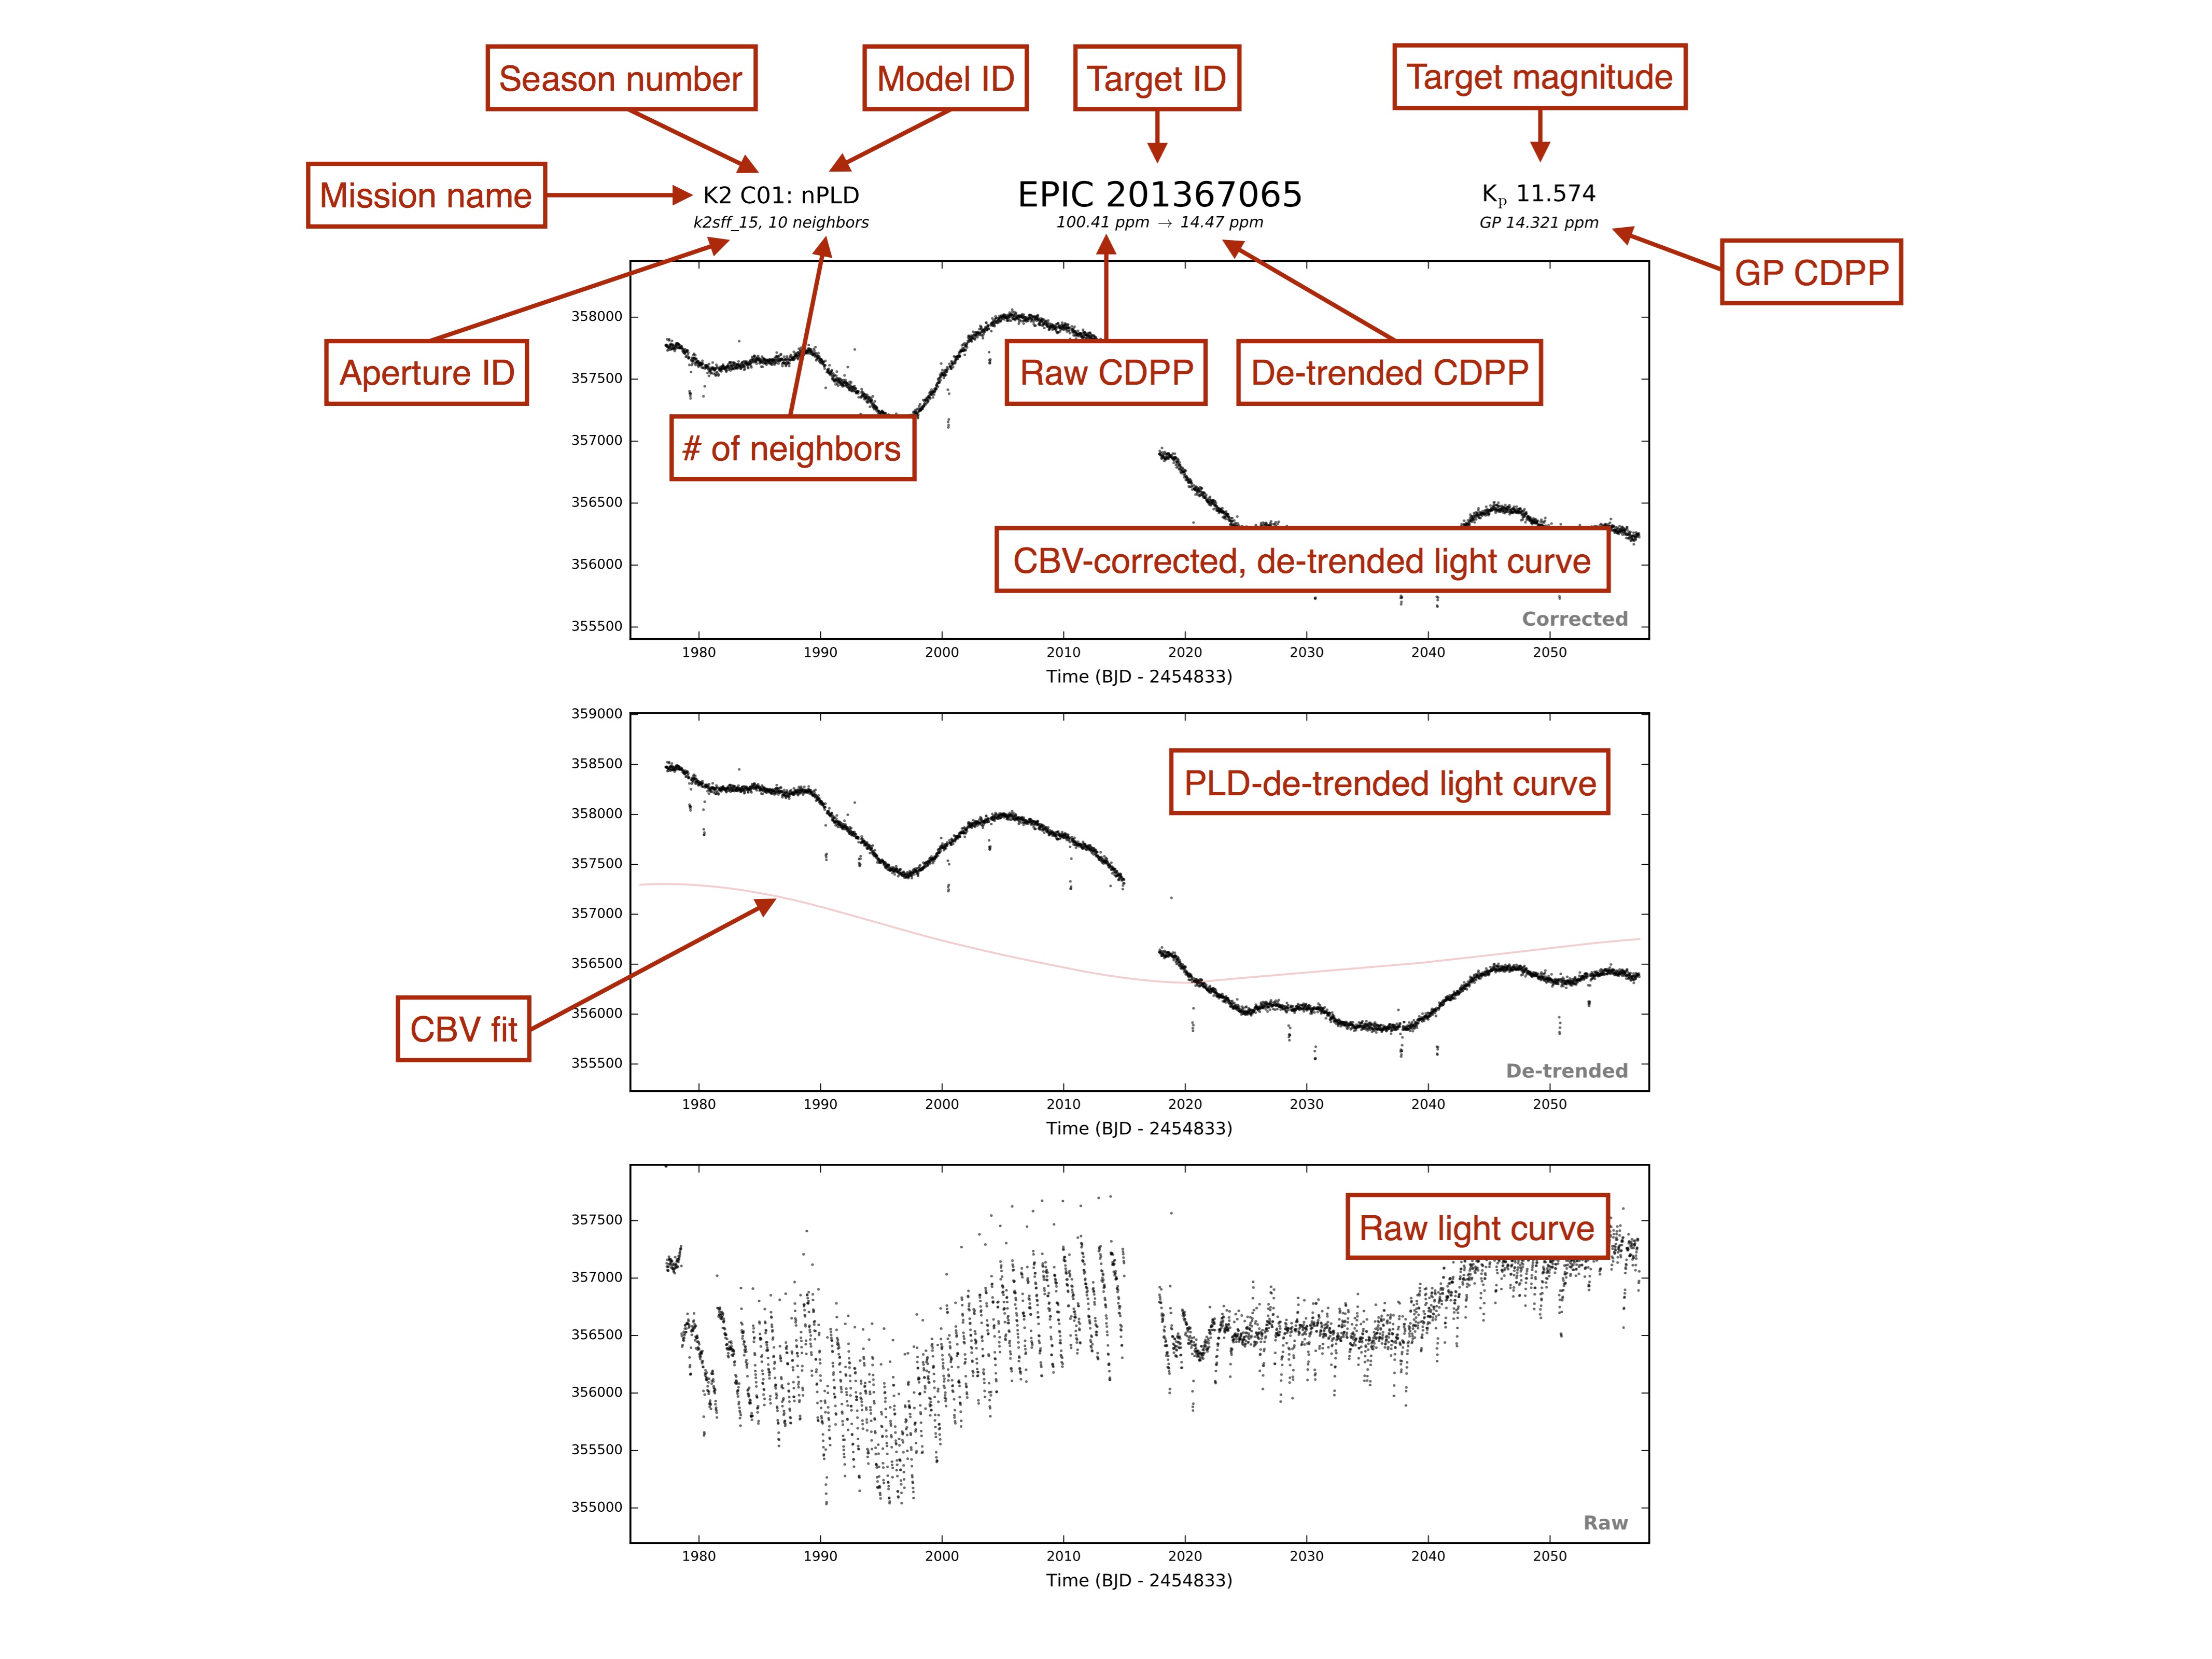 Season number
Model ID
Target ID
Target magnitude
Mission name
K2 C01: nPLD
EPIC 201367065
Kp 11.574
k2sff_15, 10 neighbors
100.41 ppm → 14.47 ppm
GP 14.321 ppm
GP CDPP
Aperture ID
Raw CDPP
De-trended CDPP
# of neighbors
CBV-corrected, de-trended light curve
358000
357500
357000
356500
356000
355500
Corrected
1980 1990 2000 2010 2020 2030 2040 2050
Time (BJD - 2454833)
359000
358500
358000
357500
357000
356500
356000
355500
PLD-de-trended light curve
CBV fit
De-trended
1980 1990 2000 2010 2020 2030 2040 2050
Time (BJD - 2454833)
Raw light curve
357500
357000
356500
356000
355500
355000
Raw
1980 1990 2000 2010 2020 2030 2040 2050
Time (BJD - 2454833)